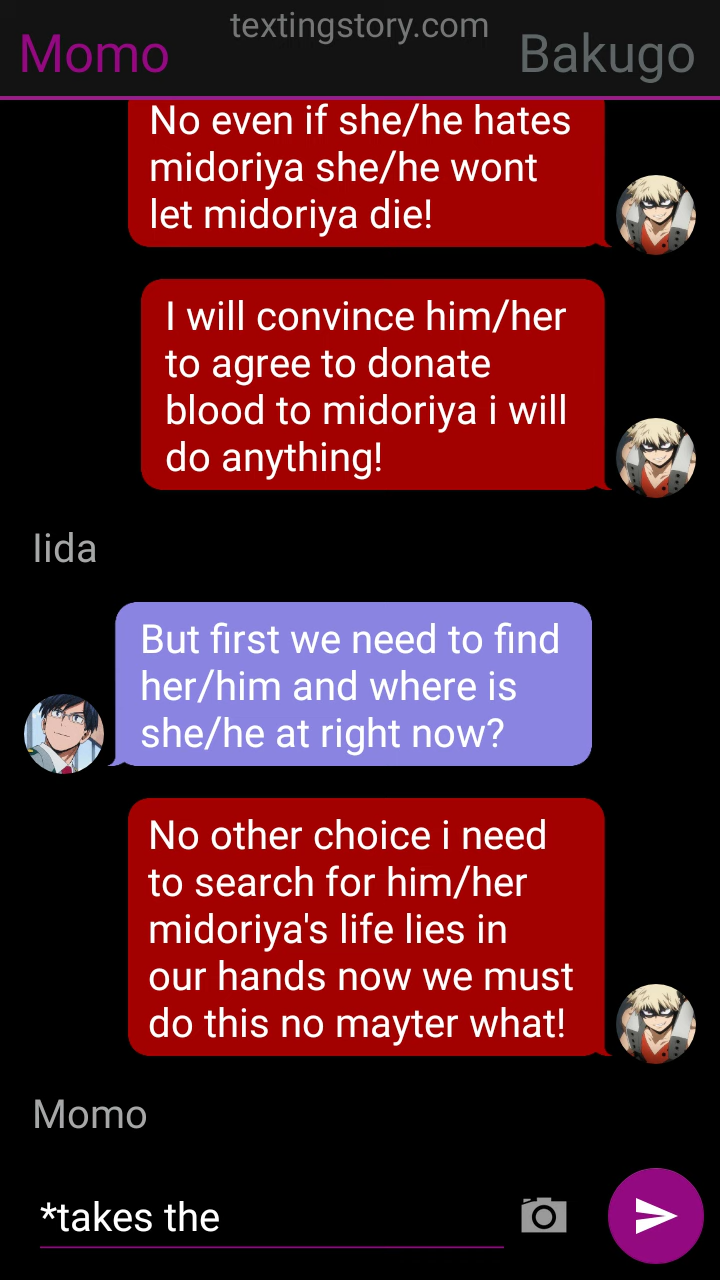 textingstory.com
Momo
Bakugo
No even if she/he hates
midoriya she/he wont
let midoriya die!
I will convince him/her
to agree to donate
blood to midoriya i will
do anything!
Iida
But first we need to find
her/him and where is
she/he at right now?
No other choice i need
to search for him/her
midoriya's life lies in
our hands now we must
do this no mayter what!
Momo
*takes the